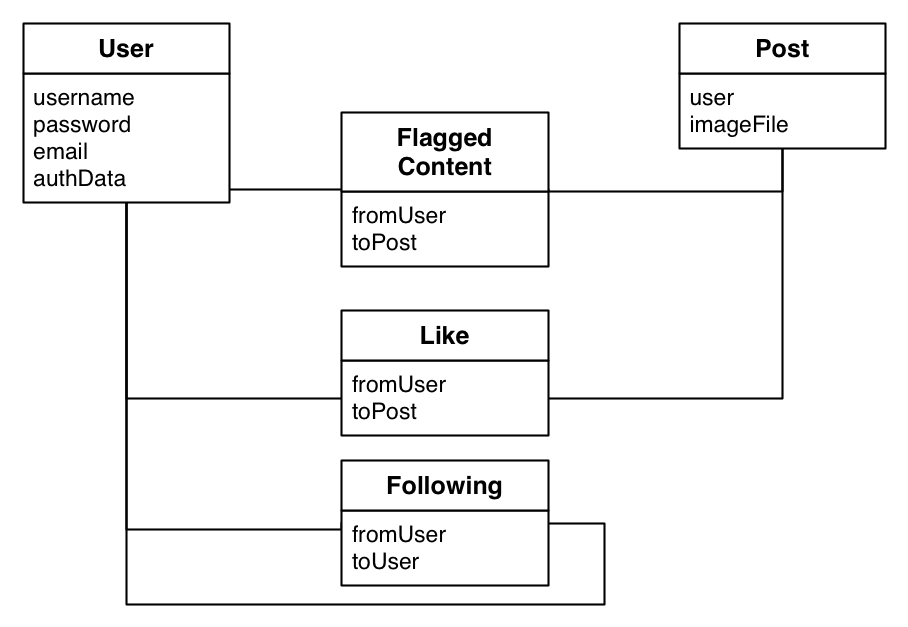 User
username
password
email
authData
Flagged
Content
fromUser
toPost
Post
user
imageFile
Like
fromUser
toPost
Following
fromUser
toUser